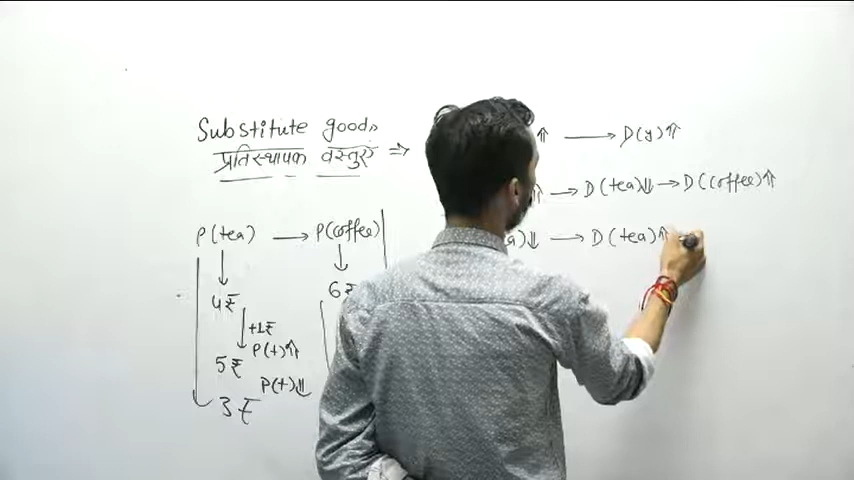 Substitute goods
प्रतिस्थापक वस्तुएँ ⇒
⇑ → D(y)⇑
⇑ → D(tea)⇓ → D(coffee)⇑
P(tea) → P(coffee)
a)⇓ → D(tea)⇑
↓ ↓
4₹ 6₹
+1₹
P(t)⇑
5₹
P(t)⇓
3₹